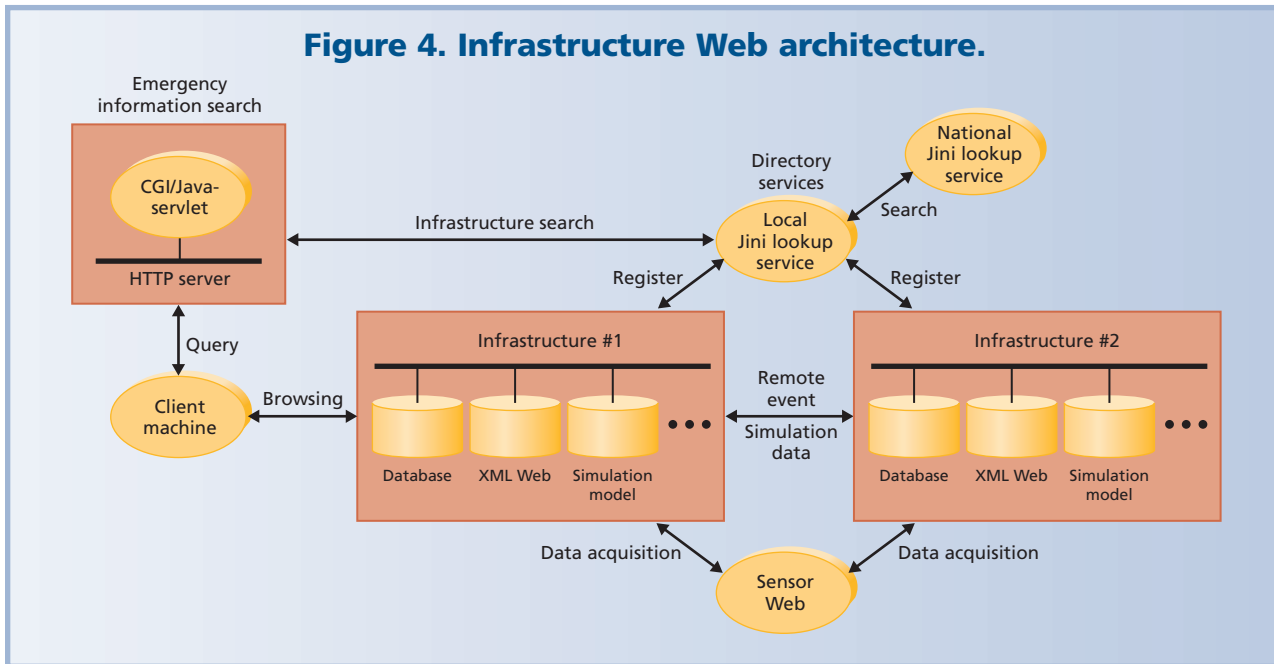 Figure 4. Infrastructure Web architecture.
Emergency
information search
CGI/Java-
servlet
HTTP server
Infrastructure search
Directory
services
Local
Jini lookup
service
National
Jini lookup
service
Search
Register
Register
Query
Client
machine
Browsing
Infrastructure #1
Database
XML Web
Simulation
model
Remote
event
Simulation
data
Infrastructure #2
Database
XML Web
Simulation
model
Data acquisition
Data acquisition
Sensor
Web